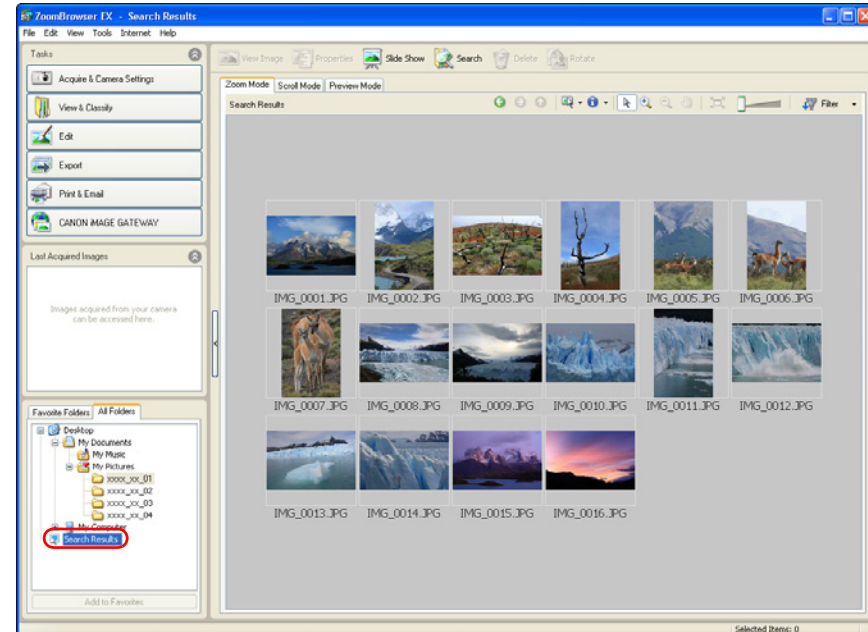 ZoomBrowser EX - Search Results
File Edit View Tools Internet Help
Tasks
View Image Properties Slide Show Search Delete Rotate
Acquire & Camera Settings
View & Classify
Edit
Export
Print & Email
CANON iMAGE GATEWAY
Zoom Mode Scroll Mode Preview Mode
Search Results
Filter
Last Acquired Images
Images acquired from your camera
can be accessed here.
IMG_0001.JPG IMG_0002.JPG IMG_0003.JPG IMG_0004.JPG IMG_0005.JPG IMG_0006.JPG
IMG_0007.JPG IMG_0008.JPG IMG_0009.JPG IMG_0010.JPG IMG_0011.JPG IMG_0012.JPG
IMG_0013.JPG IMG_0014.JPG IMG_0015.JPG IMG_0016.JPG
Favorite Folders All Folders
Desktop
My Documents
My Music
My Pictures
xxxx_xx_01
xxxx_xx_02
xxxx_xx_03
xxxx_xx_04
My Computer
Search Results
Add to Favorites
Selected Items: 0